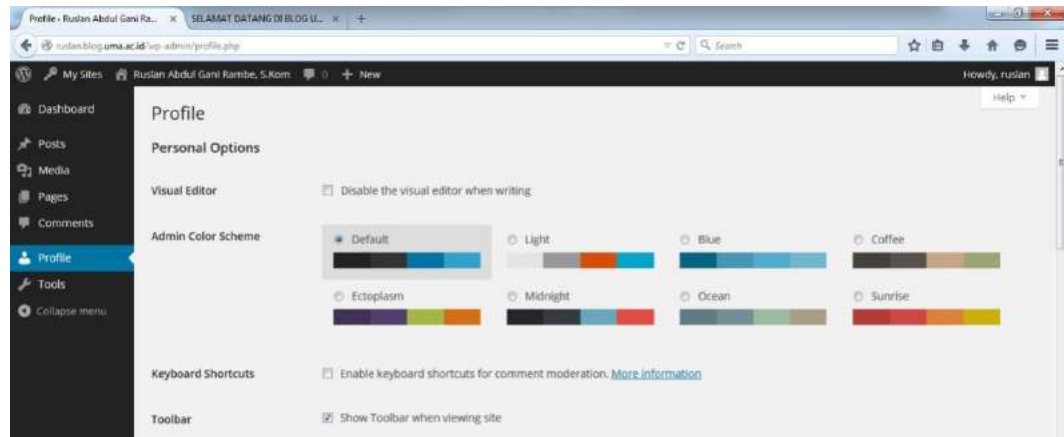 Profile ‹ Ruslan Abdul Gani Ra...
SELAMAT DATANG DI BLOG U...
ruslan.blog.uma.ac.id/wp-admin/profile.php
Search
My Sites
Ruslan Abdul Gani Rambe, S.Kom
0
New
Howdy, ruslan
Help
Dashboard
Posts
Media
Pages
Comments
Profile
Tools
Collapse menu
Profile
Personal Options
Visual Editor
Disable the visual editor when writing
Admin Color Scheme
Default
Light
Blue
Coffee
Ectoplasm
Midnight
Ocean
Sunrise
Keyboard Shortcuts
Enable keyboard shortcuts for comment moderation. More information
Toolbar
Show Toolbar when viewing site